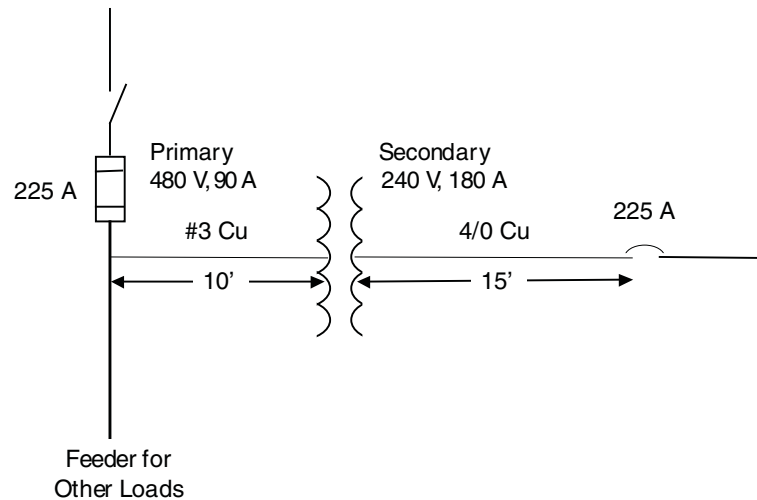 Primary
480 V, 90 A
Secondary
240 V, 180 A
225 A
225 A
#3 Cu
4/0 Cu
10’
15’
Feeder for
Other Loads